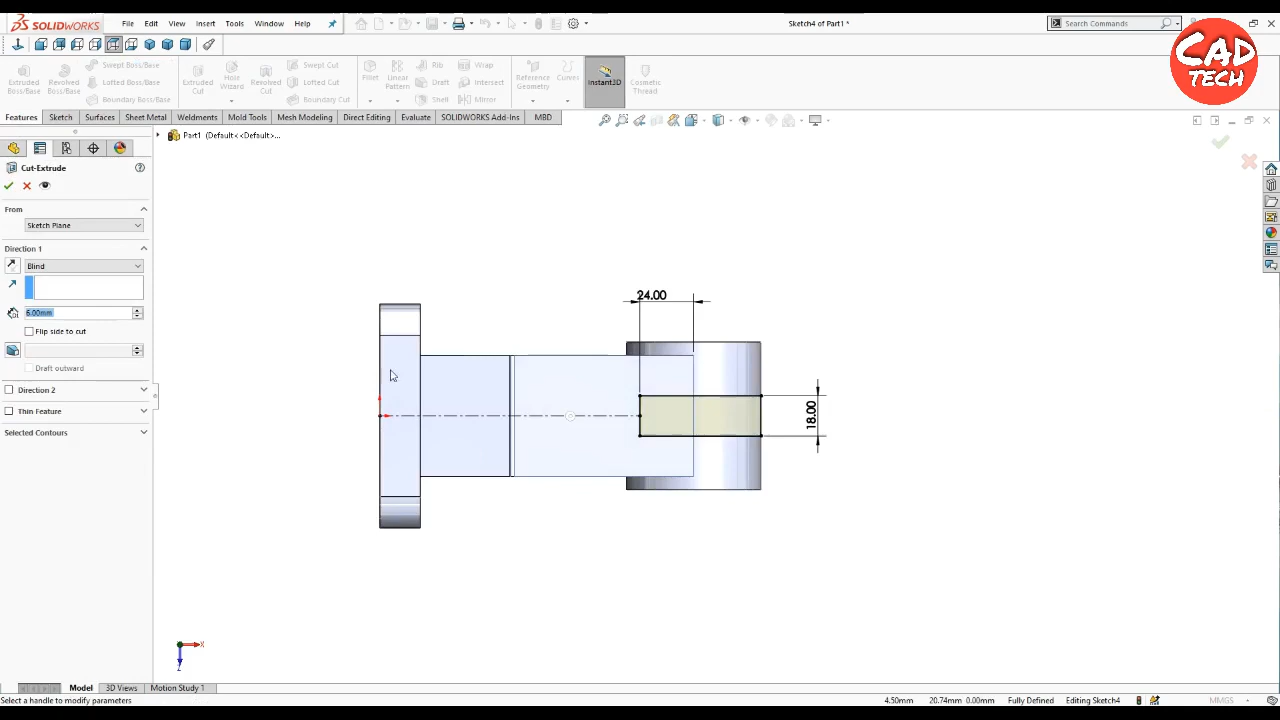 SOLIDWORKS File Edit View Insert Tools Window Help Sketch4 of Part1 * Search Commands
CAD
TECH
Extruded Boss/Base Revolved Boss/Base Swept Boss/Base Lofted Boss/Base Boundary Boss/Base Extruded Cut Hole Wizard Revolved Cut Swept Cut Lofted Cut Boundary Cut Fillet Linear Pattern Rib Draft Shell Wrap Intersect Mirror Reference Geometry Curves Instant3D Cosmetic Thread
Features Sketch Surfaces Sheet Metal Weldments Mold Tools Mesh Modeling Direct Editing Evaluate SOLIDWORKS Add-Ins MBD
Part1 (Default<<Default>...
Cut-Extrude
From
Sketch Plane
Direction 1
Blind
6.00mm
Flip side to cut
Draft outward
Direction 2
Thin Feature
Selected Contours
24.00
18.00
X
Z
Model 3D Views Motion Study 1
Select a handle to modify parameters 4.50mm 20.74mm 0.00mm Fully Defined Editing Sketch4 MMGS